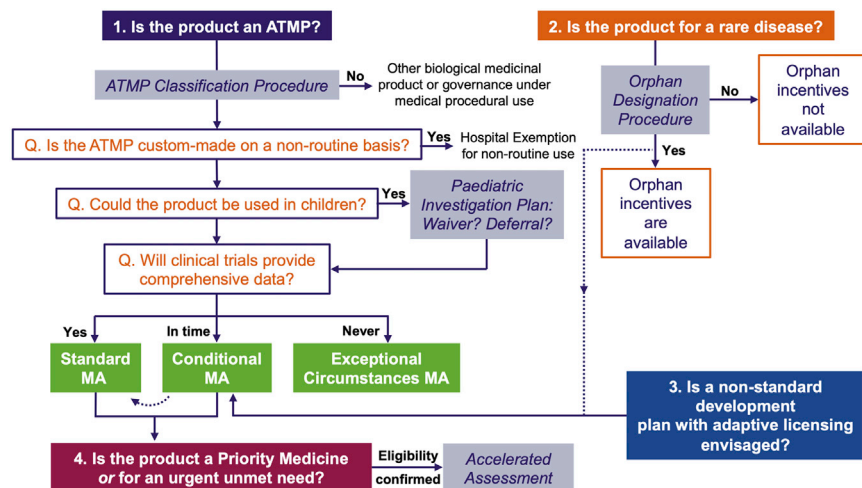 1. Is the product an ATMP?
ATMP Classification Procedure
No
Other biological medicinal
product or governance under
medical procedural use
Q. Is the ATMP custom-made on a non-routine basis?
Yes
Hospital Exemption
for non-routine use
Q. Could the product be used in children?
Yes
Paediatric
Investigation Plan:
Waiver? Deferral?
Q. Will clinical trials provide
comprehensive data?
Yes
In time
Never
Standard
MA
Conditional
MA
Exceptional
Circumstances MA
2. Is the product for a rare disease?
Orphan
Designation
Procedure
No
Orphan
incentives
not
available
Yes
Orphan
incentives
are
available
3. Is a non-standard
development
plan with adaptive licensing
envisaged?
4. Is the product a Priority Medicine
or for an urgent unmet need?
Eligibility
confirmed
Accelerated
Assessment